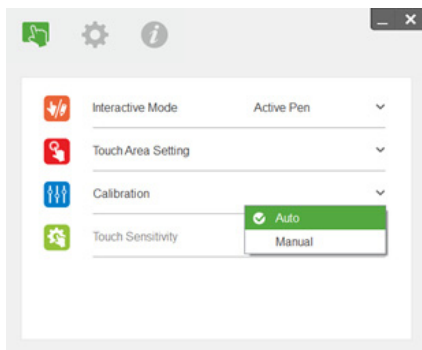 Interactive Mode Active Pen
Touch Area Setting
Calibration
Auto
Touch Sensitivity
Manual